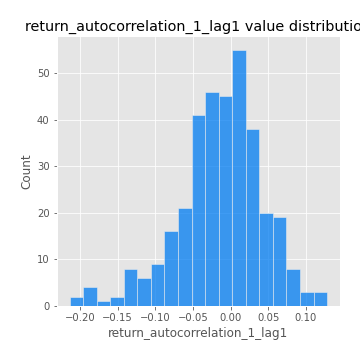 return_autocorrelation_1_lag1 value distributio
50
40
30
20
10
0
Count
−0.20 −0.15 −0.10 −0.05 0.00 0.05 0.10
return_autocorrelation_1_lag1